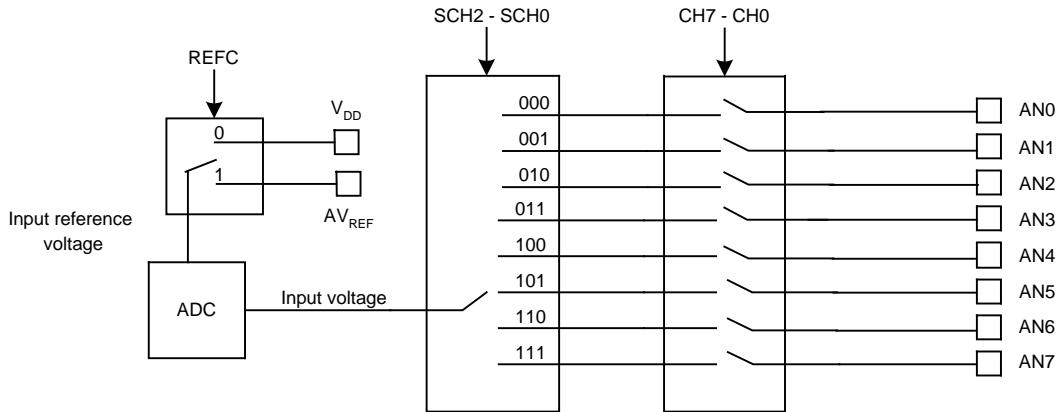 SCH2 - SCH0
CH7 - CH0
REFC
V_DD
0
1
AV_REF
Input reference
voltage
ADC
Input voltage
000
001
010
011
100
101
110
111
AN0
AN1
AN2
AN3
AN4
AN5
AN6
AN7